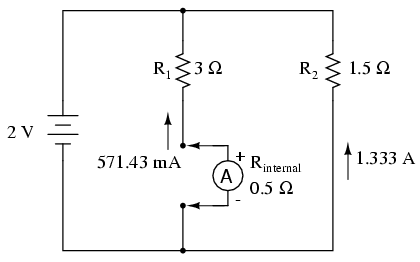 R1 3 Ω
R2 1.5 Ω
2 V
571.43 mA
+
A
Rinternal
0.5 Ω
-
1.333 A